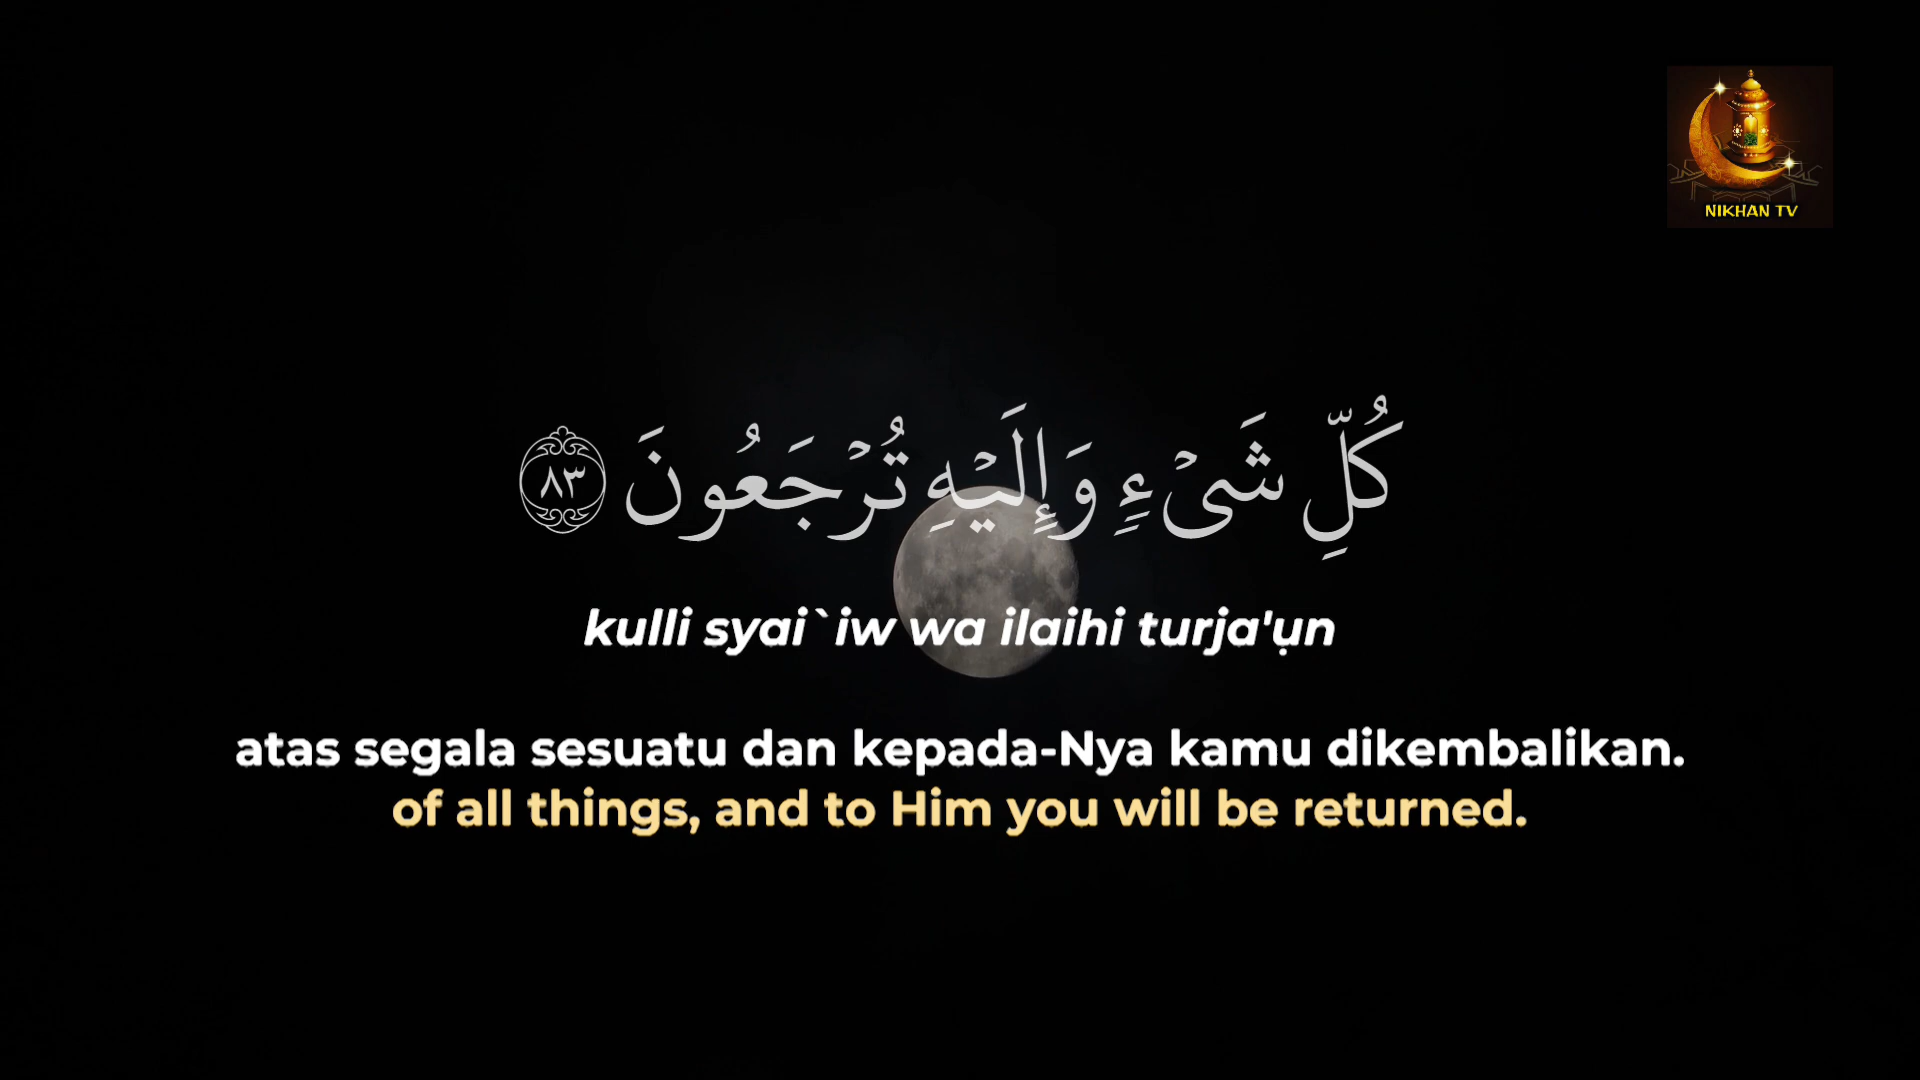 NIKHAN TV
كُلِّ شَىْءٍ وَإِلَيْهِ تُرْجَعُونَ ٨٣
kulli syai`iw wa ilaihi turja'ụn
atas segala sesuatu dan kepada-Nya kamu dikembalikan.
of all things, and to Him you will be returned.